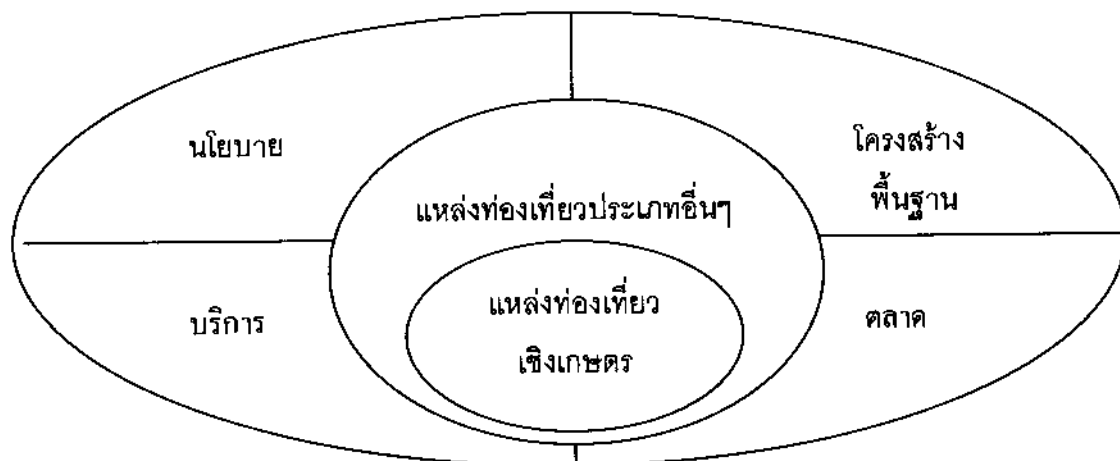 นโยบาย
โครงสร้าง
พื้นฐาน
แหล่งท่องเที่ยวประเภทอื่นๆ
แหล่งท่องเที่ยว
เชิงเกษตร
บริการ
ตลาด